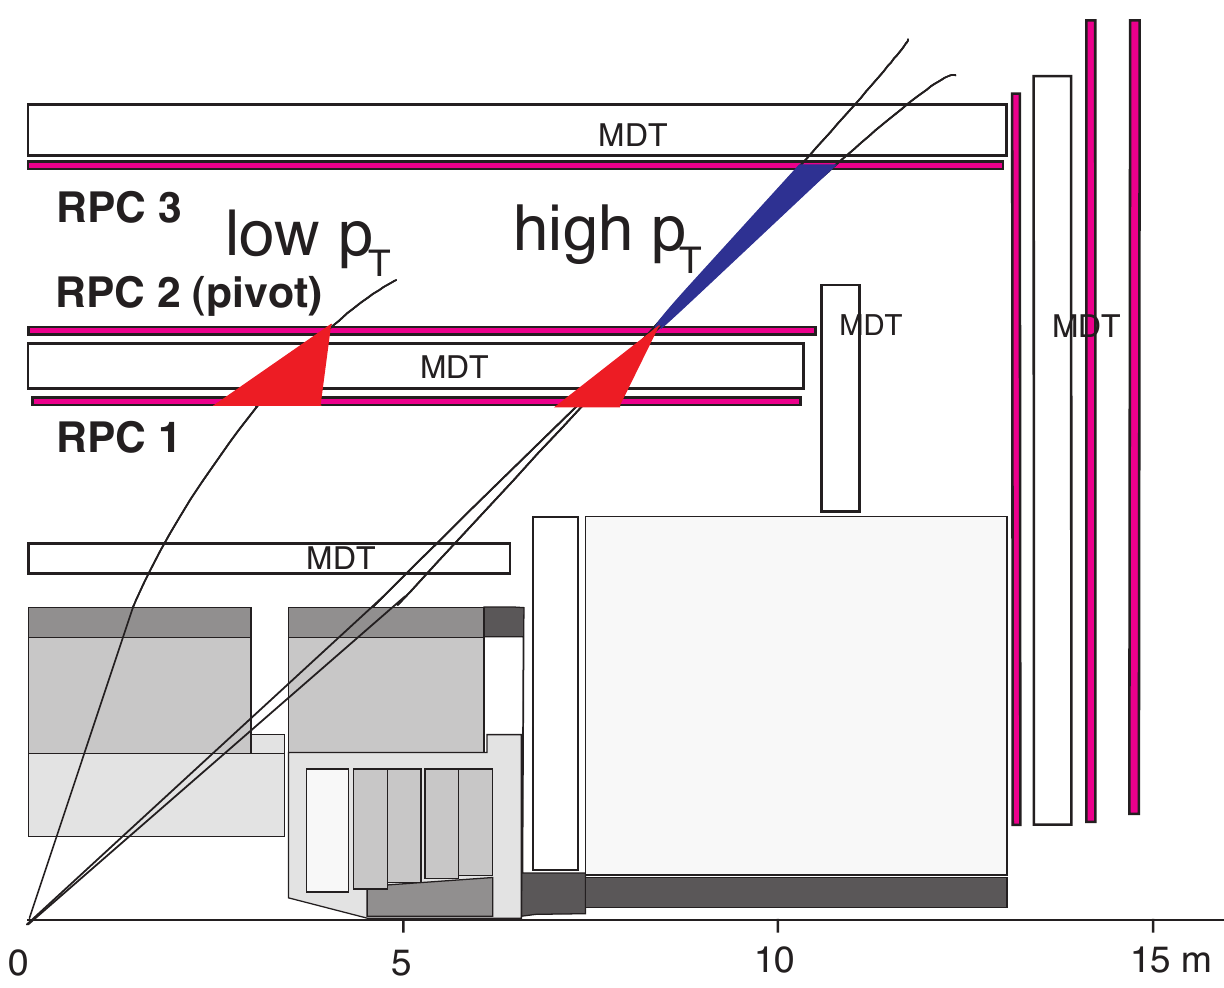 MDT
RPC 3
low pT
high pT
RPC 2 (pivot)
MDT
MDT
MDT
RPC 1
MDT
0
5
10
15 m